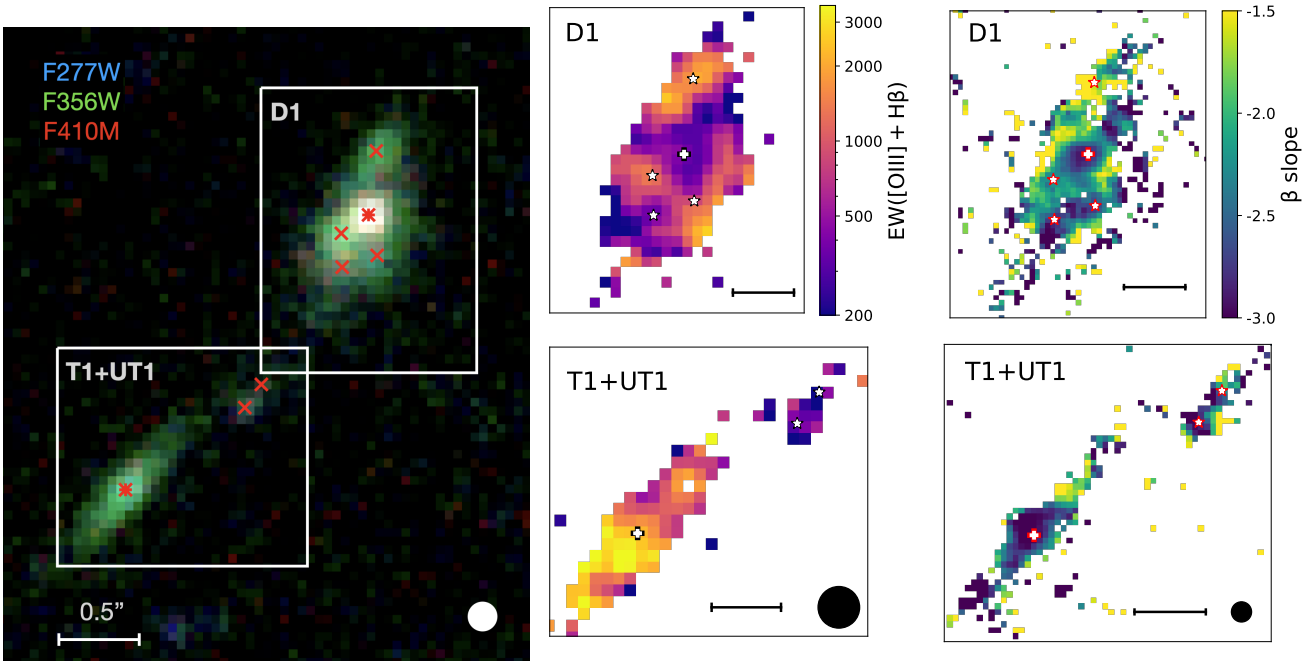 F277W
F356W
F410M
D1
T1+UT1
0.5”
D1
3000
2000
1000
500
200
EW([OIII] + Hβ)
D1
-1.5
-2.0
-2.5
-3.0
β slope
T1+UT1
T1+UT1